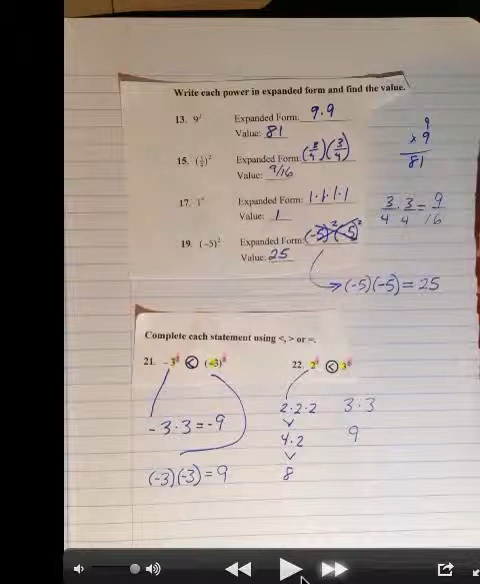 Write each power in expanded form and find the value.
13. 9² Expanded Form: 9·9
Value: 81
9
x 9
81
15. (3/4)² Expanded Form: (3/4)(3/4)
Value: 9/16
3/4 · 3/4 = 9/16
17. Expanded Form: 1·1·1·1
Value: 1
19. (-5)² Expanded Form: (-5)² (-5)²
Value: 25
(-5)(-5) = 25
Complete each statement using <, > or =.
21. -3² < (-3)² 22. 2³ < 3²
2·2·2 3·3
-3·3=-9
4·2 9
(-3)(-3)=9 8